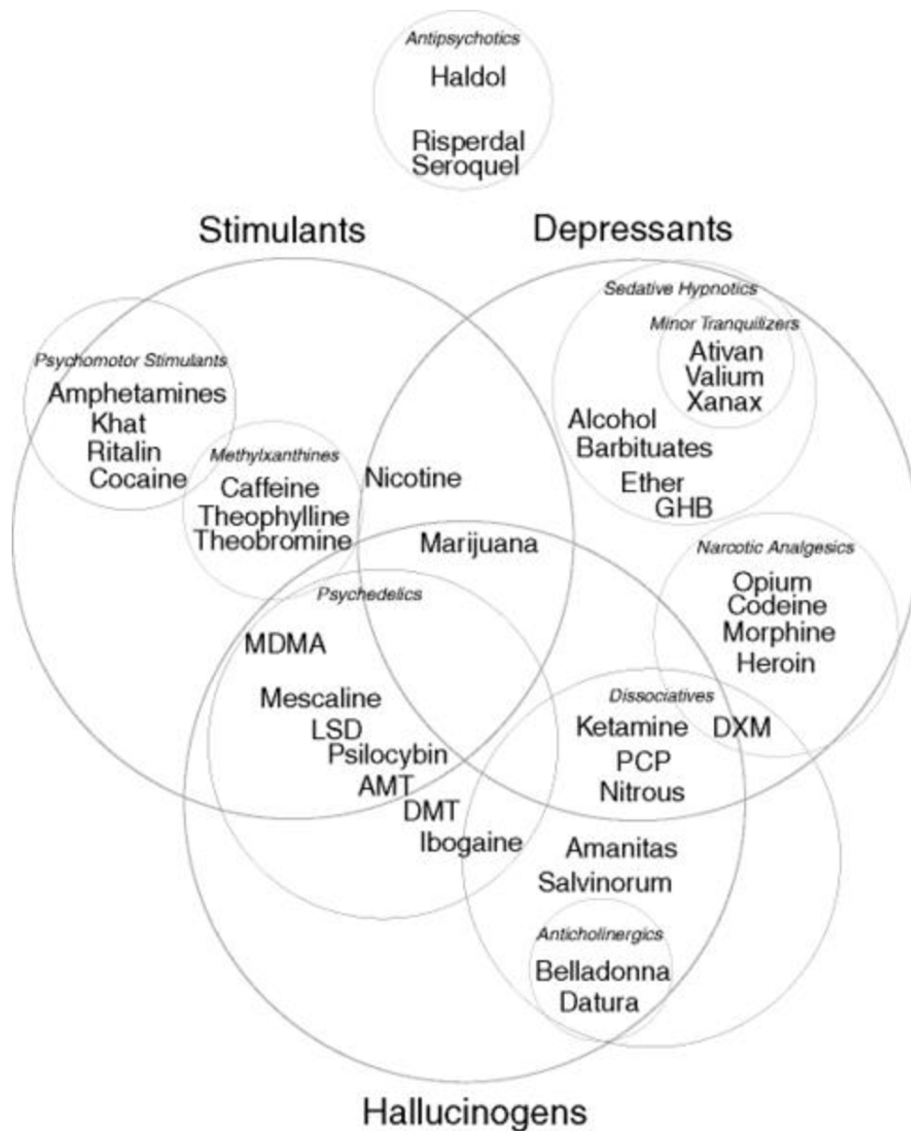 Antipsychotics
Haldol
Risperdal
Seroquel
Stimulants
Depressants
Sedative Hypnotics
Minor Tranquilizers
Ativan
Valium
Xanax
Alcohol
Barbituates
Ether
GHB
Psychomotor Stimulants
Amphetamines
Khat
Ritalin
Cocaine
Methylxanthines
Caffeine
Theophylline
Theobromine
Nicotine
Marijuana
Narcotic Analgesics
Opium
Codeine
Morphine
Heroin
Psychedelics
MDMA
Mescaline
LSD
Psilocybin
AMT
DMT
Ibogaine
Dissociatives
Ketamine
DXM
PCP
Nitrous
Amanitas
Salvinorum
Anticholinergics
Belladonna
Datura
Hallucinogens